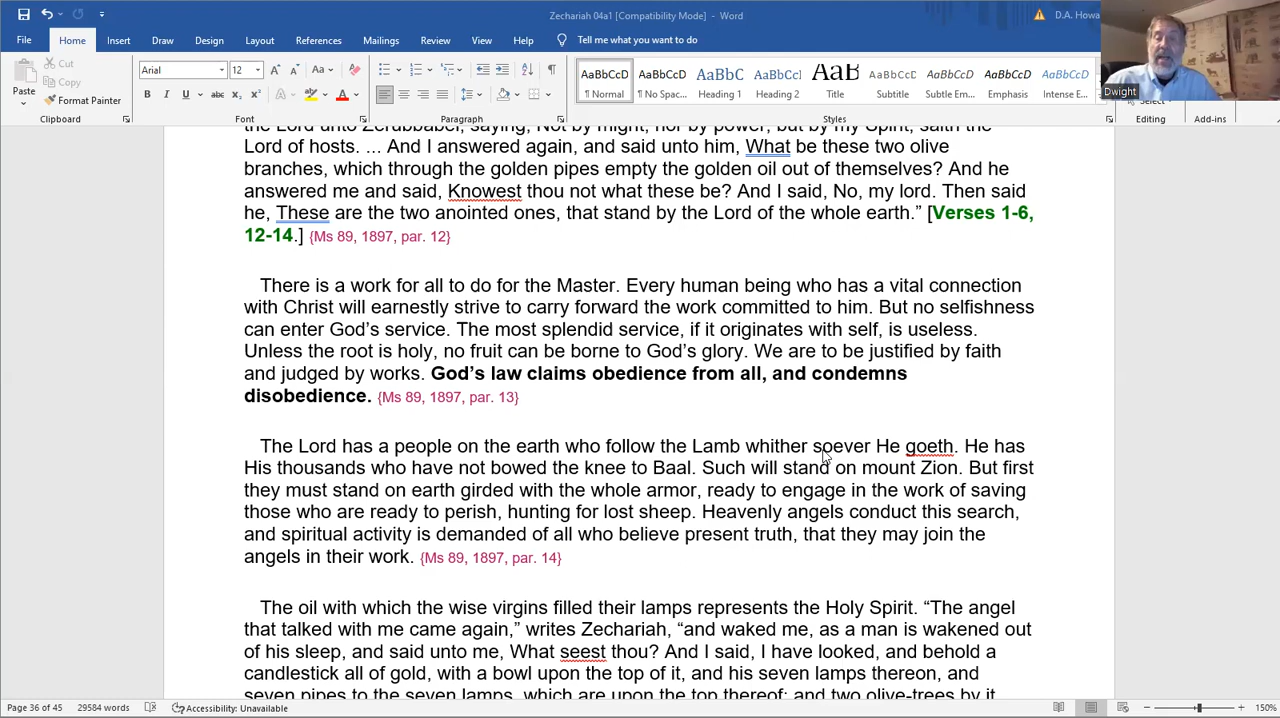 Zechariah 04a1 [Compatibility Mode] - Word
D.A. Howa
File Home Insert Draw Design Layout References Mailings Review View Help Tell me what you want to do
Dwight
Paste
Cut
Copy
Format Painter
Clipboard
Arial 12 Aa
B I U abc x₂ x² A
Font
Paragraph
AaBbCcD AaBbCcD AaBbC AaBbCcl AaB AaBbCcD AaBbCcD AaBbCcD AaBbCcD
¶ Normal ¶ No Spac... Heading 1 Heading 2 Title Subtitle Subtle Em... Emphasis Intense E...
Styles
Select
Editing
Add-ins
the Lord unto Zerubbabel, saying, Not by might, nor by power, but by my Spirit, saith the
Lord of hosts. ... And I answered again, and said unto him, What be these two olive
branches, which through the golden pipes empty the golden oil out of themselves? And he
answered me and said, Knowest thou not what these be? And I said, No, my lord. Then said
he, These are the two anointed ones, that stand by the Lord of the whole earth.” [Verses 1-6,
12-14.] {Ms 89, 1897, par. 12}
There is a work for all to do for the Master. Every human being who has a vital connection
with Christ will earnestly strive to carry forward the work committed to him. But no selfishness
can enter God’s service. The most splendid service, if it originates with self, is useless.
Unless the root is holy, no fruit can be borne to God’s glory. We are to be justified by faith
and judged by works. God’s law claims obedience from all, and condemns
disobedience. {Ms 89, 1897, par. 13}
The Lord has a people on the earth who follow the Lamb whither soever He goeth. He has
His thousands who have not bowed the knee to Baal. Such will stand on mount Zion. But first
they must stand on earth girded with the whole armor, ready to engage in the work of saving
those who are ready to perish, hunting for lost sheep. Heavenly angels conduct this search,
and spiritual activity is demanded of all who believe present truth, that they may join the
angels in their work. {Ms 89, 1897, par. 14}
The oil with which the wise virgins filled their lamps represents the Holy Spirit. “The angel
that talked with me came again,” writes Zechariah, “and waked me, as a man is wakened out
of his sleep, and said unto me, What seest thou? And I said, I have looked, and behold a
candlestick all of gold, with a bowl upon the top of it, and his seven lamps thereon, and
seven pipes to the seven lamps, which are upon the top thereof; and two olive-trees by it,
Page 36 of 45 29584 words Accessibility: Unavailable 150%